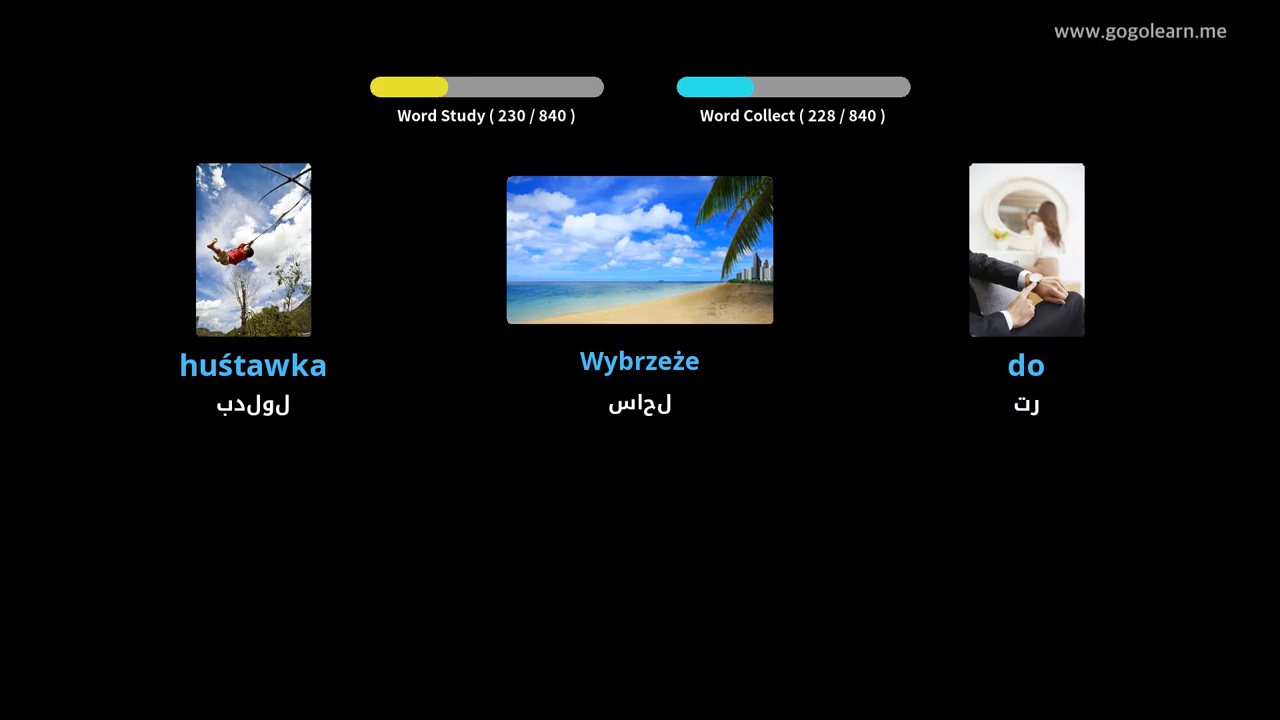 www.gogolearn.me
Word Study ( 230 / 840 )
Word Collect ( 228 / 840 )
huśtawka
لولدب
Wybrzeże
لحاس
do
رت